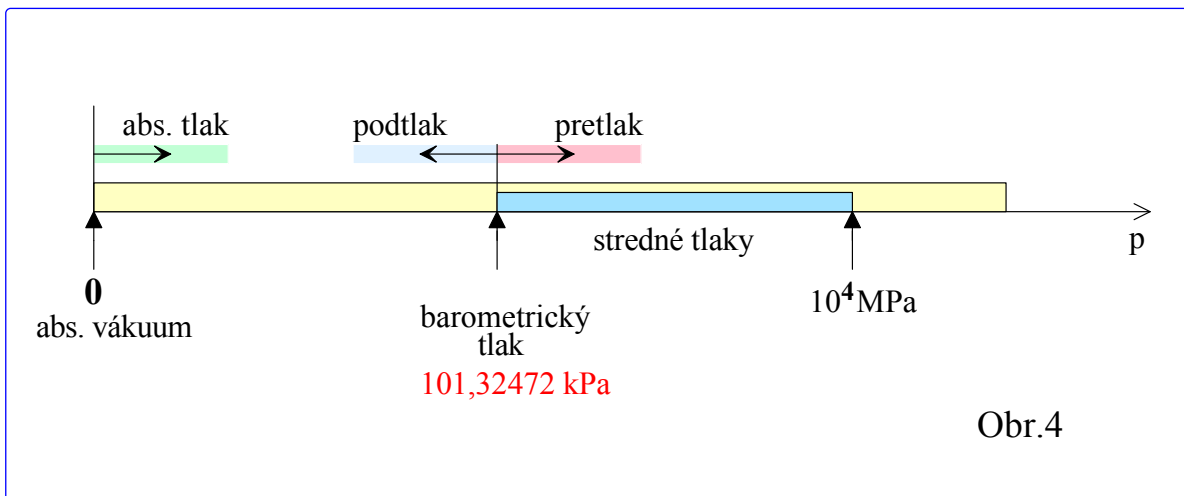 abs. tlak
podtlak
pretlak
stredné tlaky
p
0
abs. vákuum
barometrický
tlak
101,32472 kPa
10⁴MPa
Obr.4